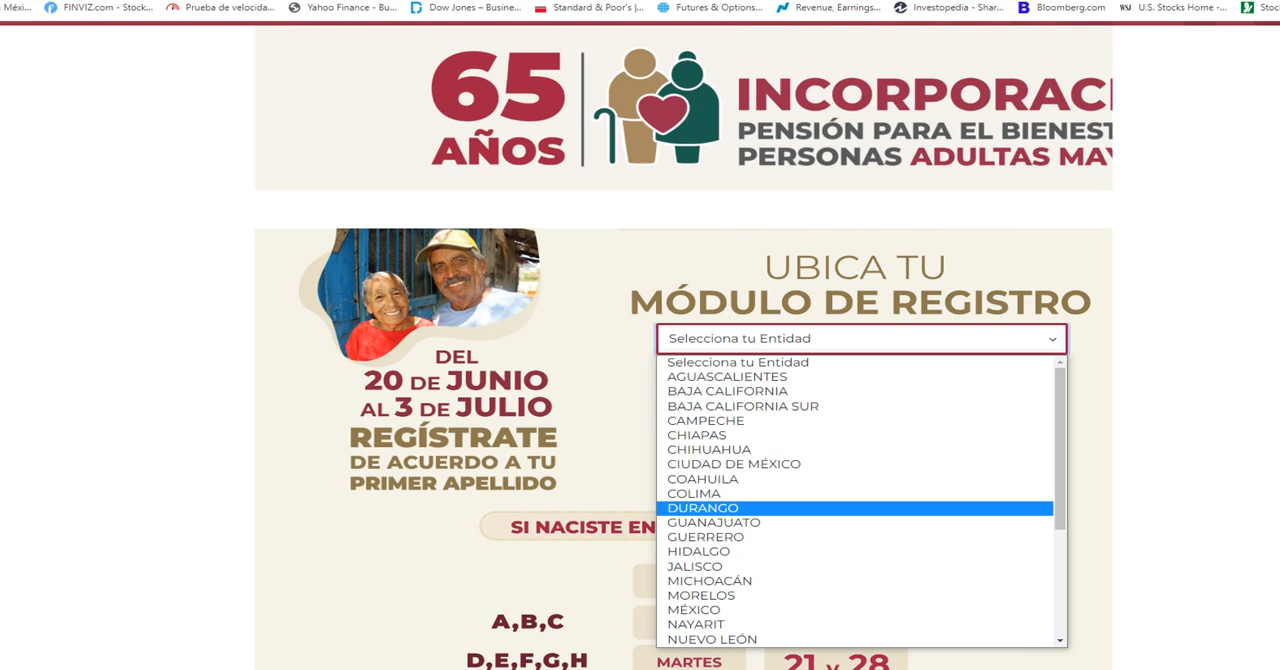 Méxi...
FINVIZ.com - Stock...
Prueba de velocida...
Yahoo Finance - Bu...
Dow Jones – Busine...
Standard & Poor's |...
Futures & Options...
Revenue, Earnings...
Investopedia - Shar...
Bloomberg.com
WSJ
U.S. Stocks Home -...
Stoc
65
AÑOS
INCORPORACI
PENSIÓN PARA EL BIENEST
PERSONAS ADULTAS MAY
DEL
20 DE JUNIO
AL 3 DE JULIO
REGÍSTRATE
DE ACUERDO A TU
PRIMER APELLIDO
UBICA TU
MÓDULO DE REGISTRO
Selecciona tu Entidad
Selecciona tu Entidad
AGUASCALIENTES
BAJA CALIFORNIA
BAJA CALIFORNIA SUR
CAMPECHE
CHIAPAS
CHIHUAHUA
CIUDAD DE MÉXICO
COAHUILA
COLIMA
DURANGO
GUANAJUATO
GUERRERO
HIDALGO
JALISCO
MICHOACÁN
MORELOS
MÉXICO
NAYARIT
NUEVO LEÓN
SI NACISTE EN
A,B,C
D,E,F,G,H
MARTES
21 y 28